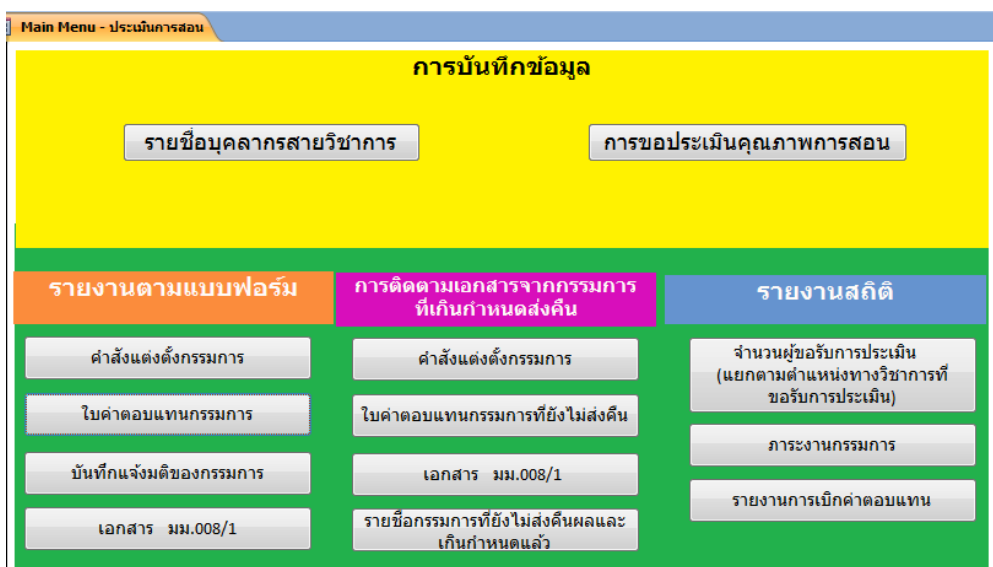 Main Menu - ประเมินการสอน
การบันทึกข้อมูล
รายชื่อบุคลากรสายวิชาการ
การขอประเมินคุณภาพการสอน
รายงานตามแบบฟอร์ม
การติดตามเอกสารจากกรรมการ
ที่เกินกำหนดส่งคืน
รายงานสถิติ
คำสั่งแต่งตั้งกรรมการ
ใบค่าตอบแทนกรรมการ
บันทึกแจ้งมติของกรรมการ
เอกสาร มม.008/1
คำสั่งแต่งตั้งกรรมการ
ใบค่าตอบแทนกรรมการที่ยังไม่ส่งคืน
เอกสาร มม.008/1
รายชื่อกรรมการที่ยังไม่ส่งคืนผลและ
เกินกำหนดแล้ว
จำนวนผู้ขอรับการประเมิน
(แยกตามตำแหน่งทางวิชาการที่
ขอรับการประเมิน)
ภาระงานกรรมการ
รายงานการเบิกค่าตอบแทน